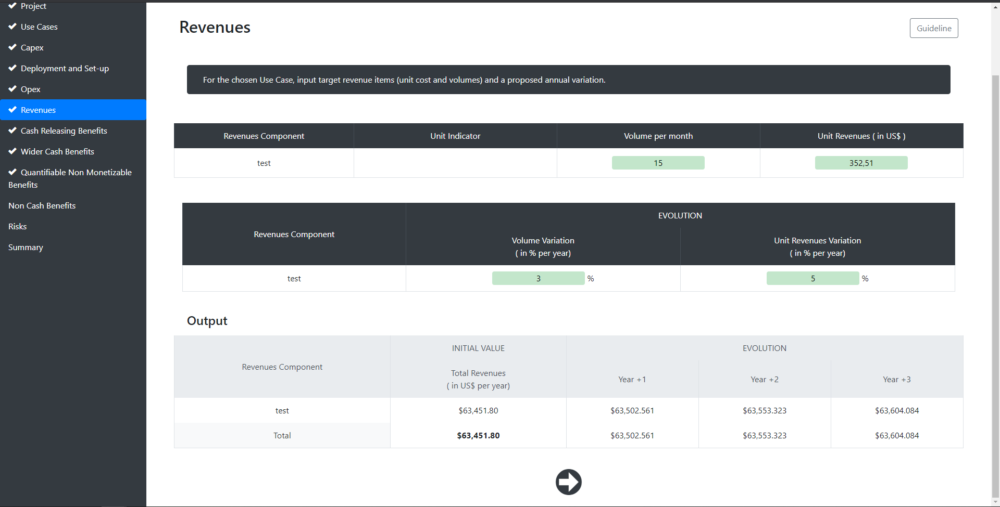 Project
Use Cases
Capex
Deployment and Set-up
Opex
Revenues
Cash Releasing Benefits
Wider Cash Benefits
Quantifiable Non Monetizable
Benefits
Non Cash Benefits
Risks
Summary
Revenues
Guideline
For the chosen Use Case, input target revenue items (unit cost and volumes) and a proposed annual variation.
Revenues Component Unit Indicator Volume per month Unit Revenues ( in US$ )
test 15 352,51
EVOLUTION
Revenues Component
Volume Variation Unit Revenues Variation
( in % per year) ( in % per year)
test 3 % 5 %
Output
INITIAL VALUE EVOLUTION
Revenues Component
Total Revenues
( in US$ per year)
Year +1 Year +2 Year +3
test $63,451.80 $63,502.561 $63,553.323 $63,604.084
Total $63,451.80 $63,502.561 $63,553.323 $63,604.084